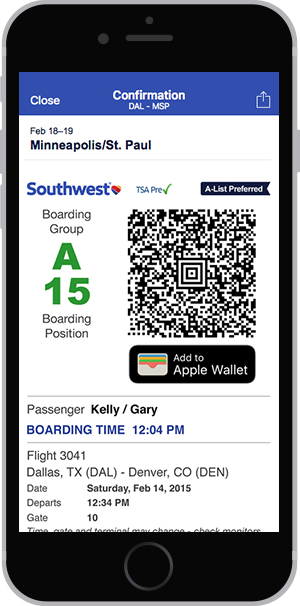 Close
Confirmation
DAL - MSP
Feb 18–19
Minneapolis/St. Paul
Southwest
TSA Pre✓
A-List Preferred
Boarding
Group
A
15
Boarding
Position
Add to
Apple Wallet
Passenger Kelly / Gary
BOARDING TIME 12:04 PM
Flight 3041
Dallas, TX (DAL) - Denver, CO (DEN)
Date Saturday, Feb 14, 2015
Departs 12:34 PM
Gate 10
Time, gate and terminal may change - check monitors